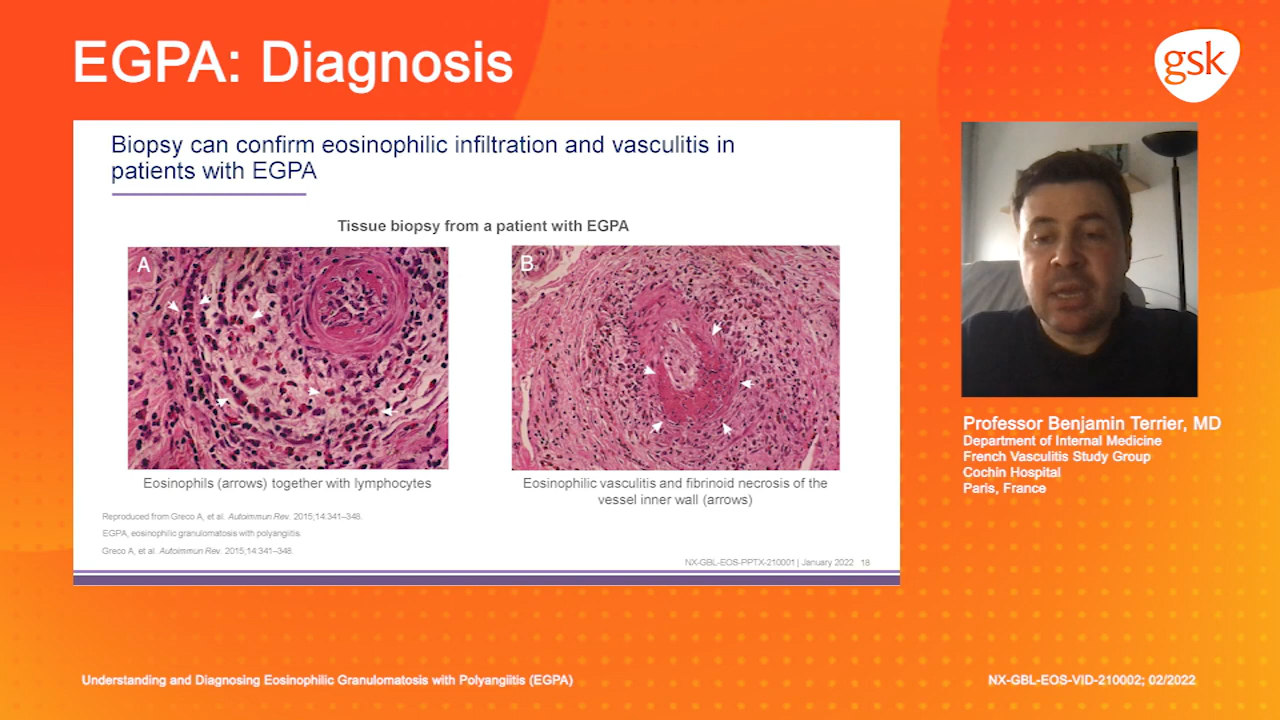 EGPA: Diagnosis
gsk
Biopsy can confirm eosinophilic infiltration and vasculitis in
patients with EGPA
Tissue biopsy from a patient with EGPA
A
B
Eosinophils (arrows) together with lymphocytes
Eosinophilic vasculitis and fibrinoid necrosis of the
vessel inner wall (arrows)
Reproduced from Greco A, et al. Autoimmun Rev. 2015;14:341–348.
EGPA, eosinophilic granulomatosis with polyangiitis.
Greco A, et al. Autoimmun Rev. 2015;14:341–348.
NX-GBL-EOS-PPTX-210001 | January 2022 18
Professor Benjamin Terrier, MD
Department of Internal Medicine
French Vasculitis Study Group
Cochin Hospital
Paris, France
Understanding and Diagnosing Eosinophilic Granulomatosis with Polyangiitis (EGPA)
NX-GBL-EOS-VID-210002; 02/2022